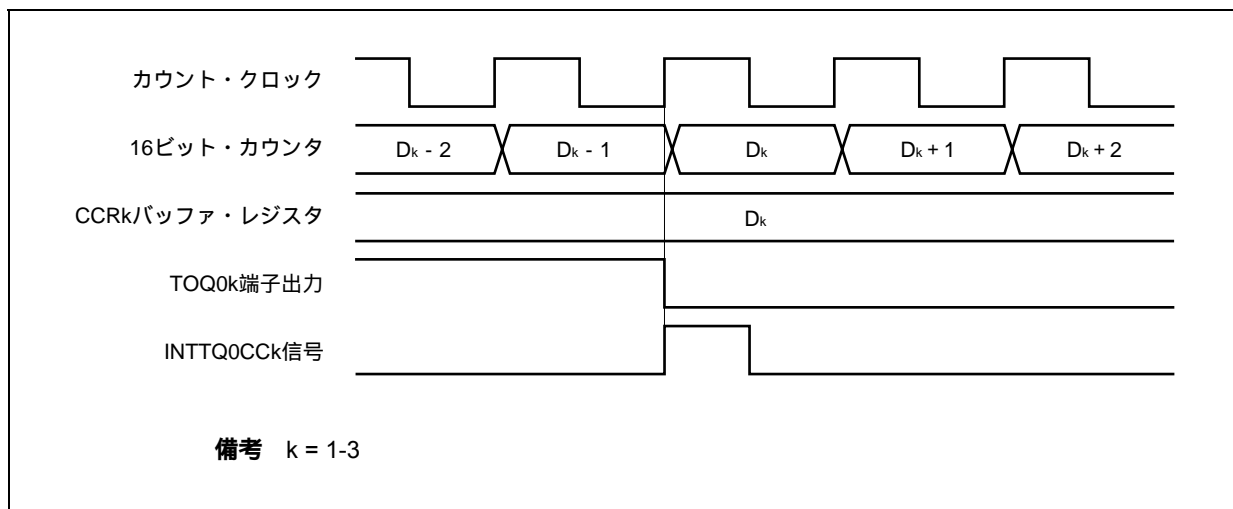 カウント・クロック
16ビット・カウンタ
Dk - 2
Dk - 1
Dk
Dk + 1
Dk + 2
CCRkバッファ・レジスタ
Dk
TOQ0k端子出力
INTTQ0CCk信号
備考 k = 1-3